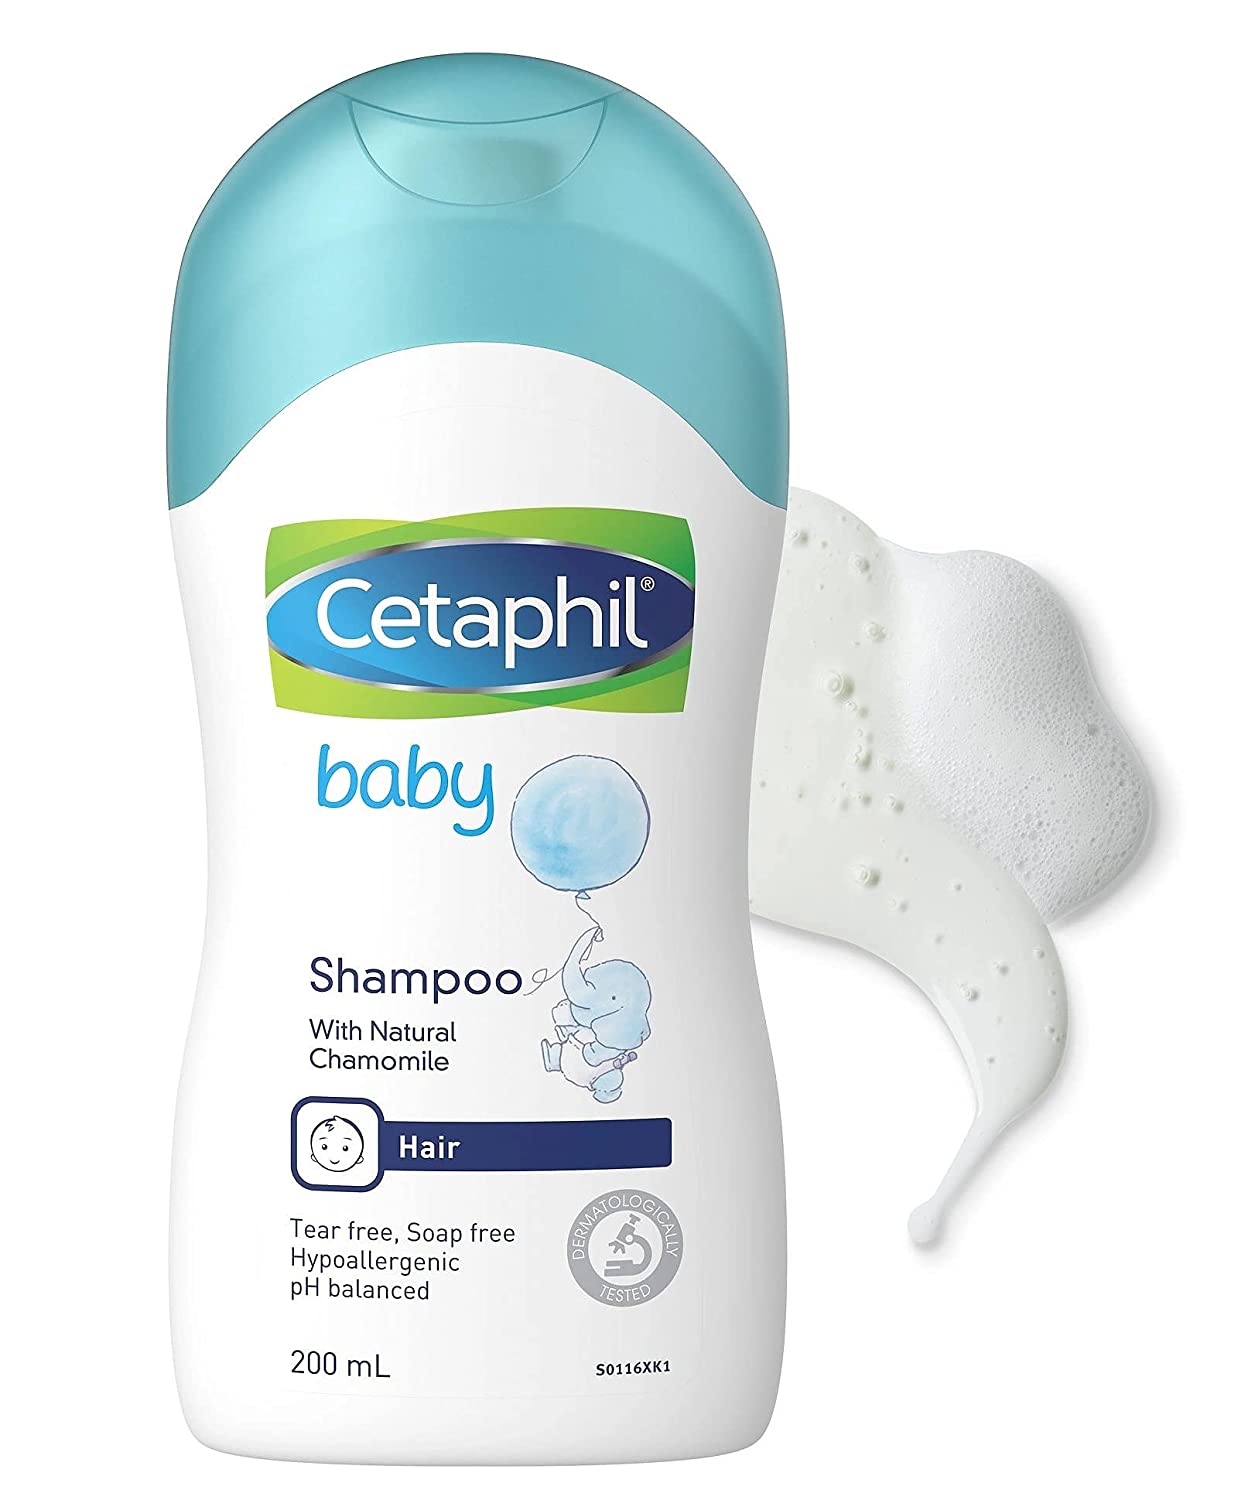 Cetaphil®
baby
Shampoo
With Natural
Chamomile
Hair
Tear free, Soap free
Hypoallergenic
pH balanced
DERMATOLOGICALLY
TESTED
200 mL
S0116XK1